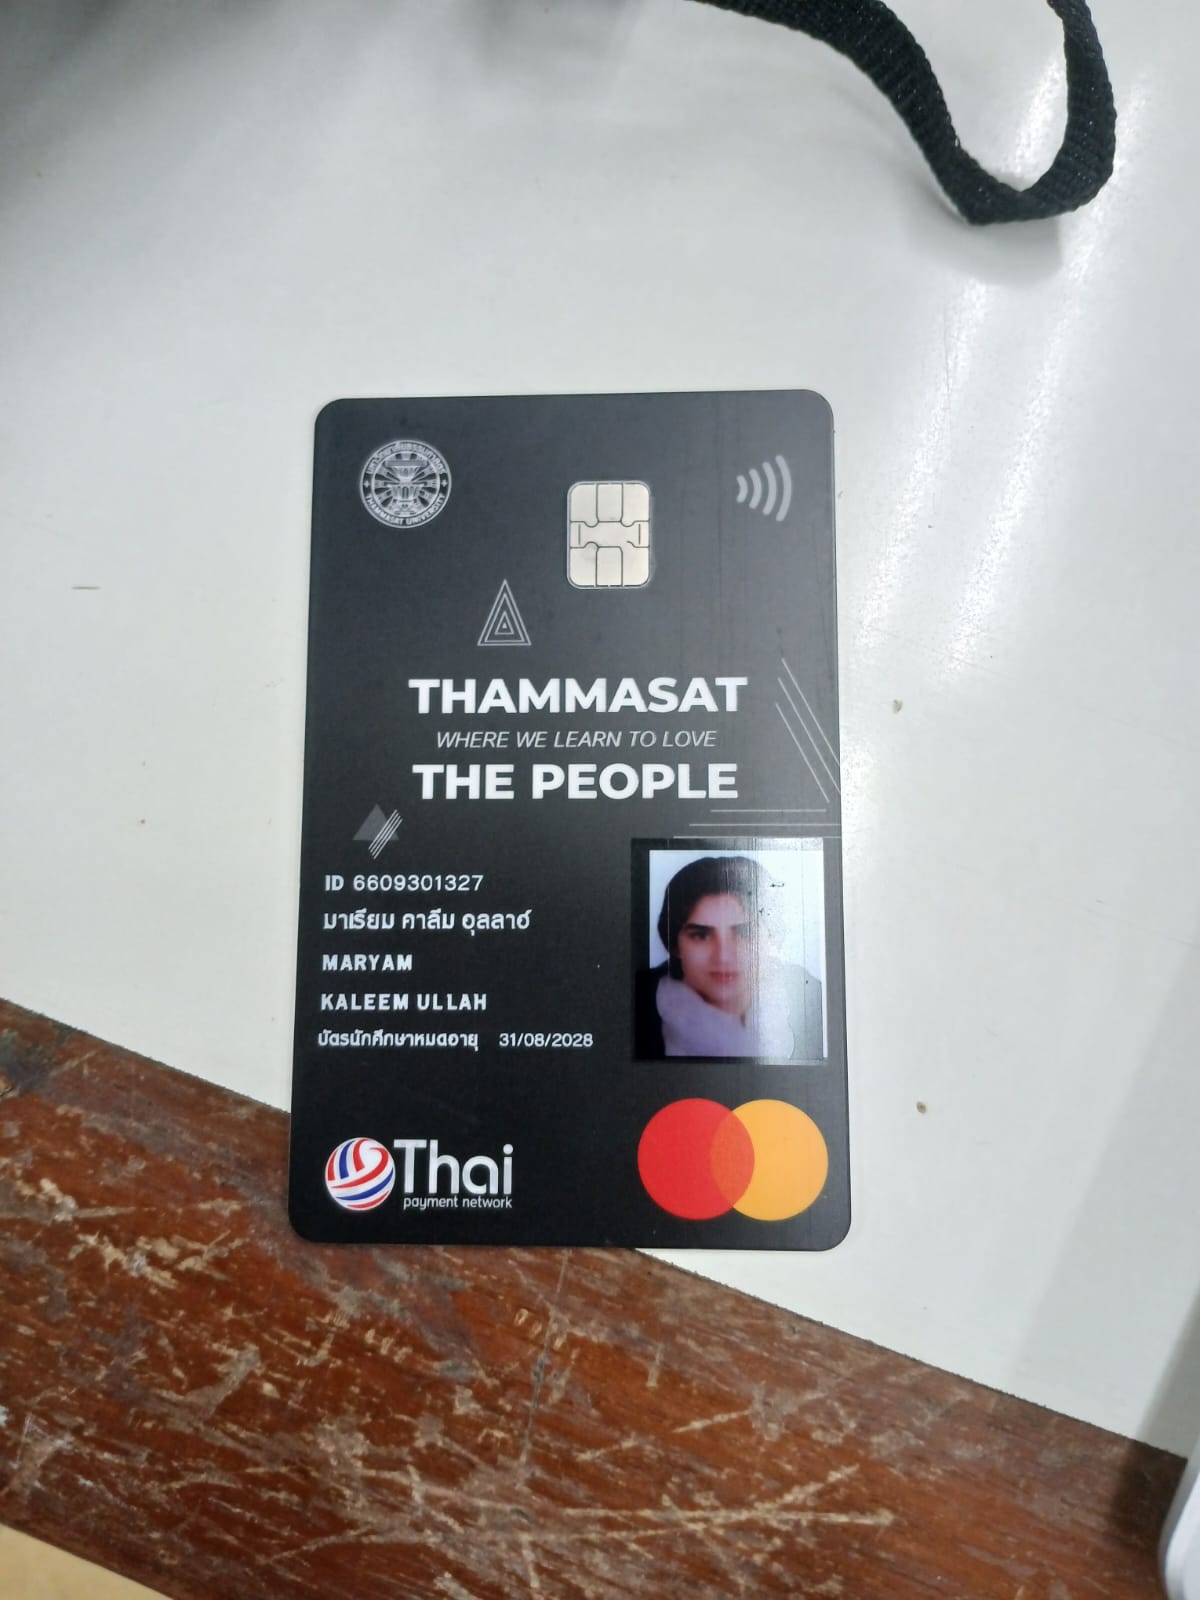 มหาวิทยาลัยธรรมศาสตร์
THAMMASAT UNIVERSITY
THAMMASAT
WHERE WE LEARN TO LOVE
THE PEOPLE
ID 6609301327
มาเรียม คาลีม อุลลาฮ์
MARYAM
KALEEM ULLAH
บัตรนักศึกษาหมดอายุ 31/08/2028
Thai
payment network